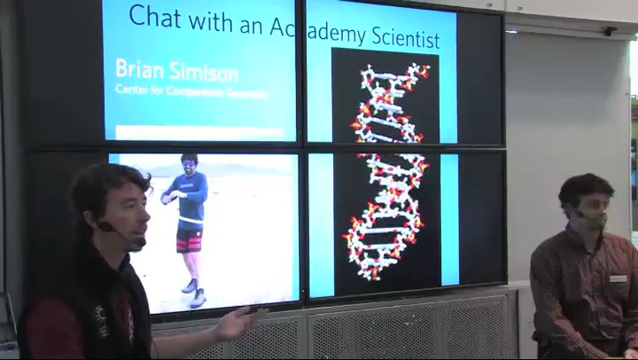 Chat with an Academy Scientist
Brian Simison
Center for Comparative Genomics